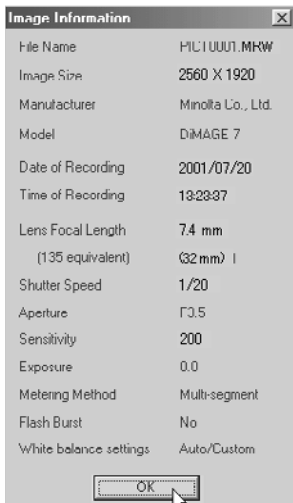 Image Information
File Name PICT0001.MRW
Image Size 2560 X 1920
Manufacturer Minolta Co., Ltd.
Model DiMAGE 7
Date of Recording 2001/07/20
Time of Recording 13:23:37
Lens Focal Length 7.4 mm
(135 equivalent) (32 mm)
Shutter Speed 1/20
Aperture F3.5
Sensitivity 200
Exposure 0.0
Metering Method Multi-segment
Flash Burst No
White balance settings Auto/Custom
OK